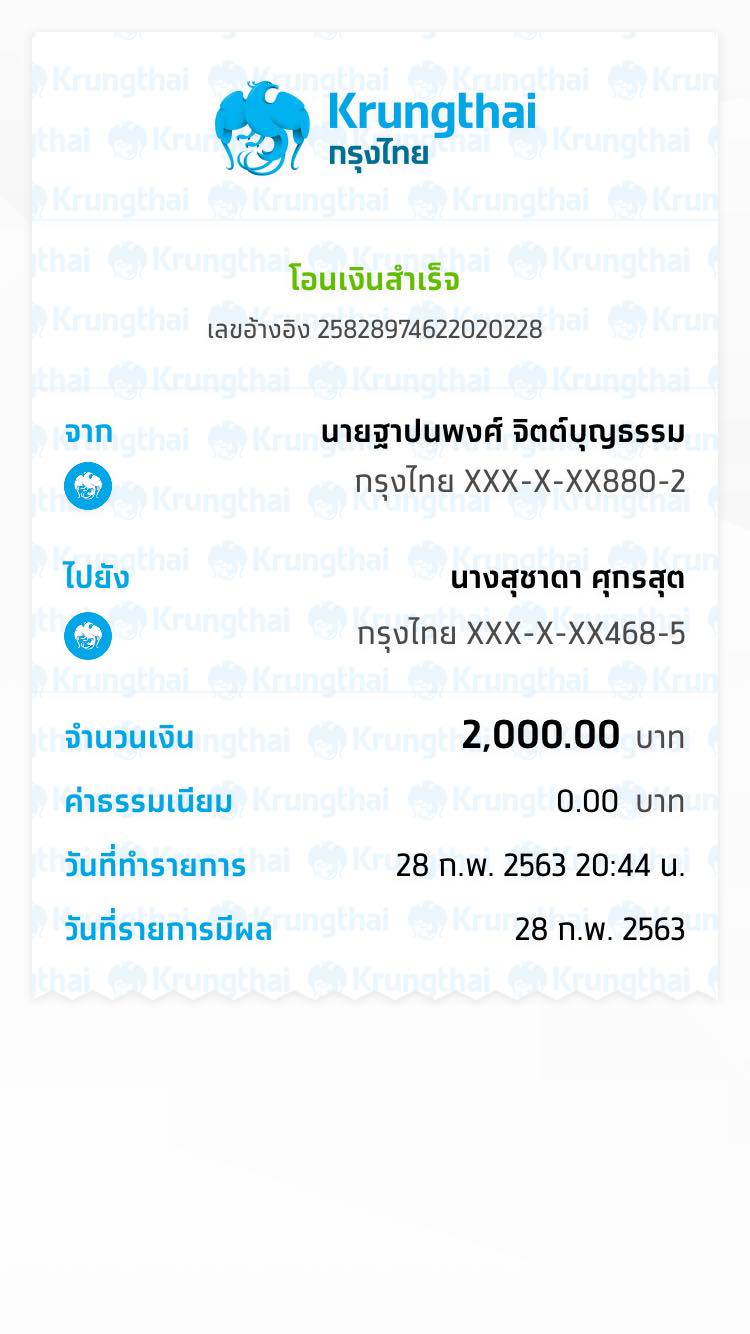 Krungthai
กรุงไทย
โอนเงินสำเร็จ
เลขอ้างอิง 25828974622020228
จาก นายฐาปนพงศ์ จิตต์บุญธรรม
กรุงไทย XXX-X-XX880-2
ไปยัง นางสุชาดา ศุกรสุต
กรุงไทย XXX-X-XX468-5
จำนวนเงิน 2,000.00 บาท
ค่าธรรมเนียม 0.00 บาท
วันที่ทำรายการ 28 ก.พ. 2563 20:44 น.
วันที่รายการมีผล 28 ก.พ. 2563